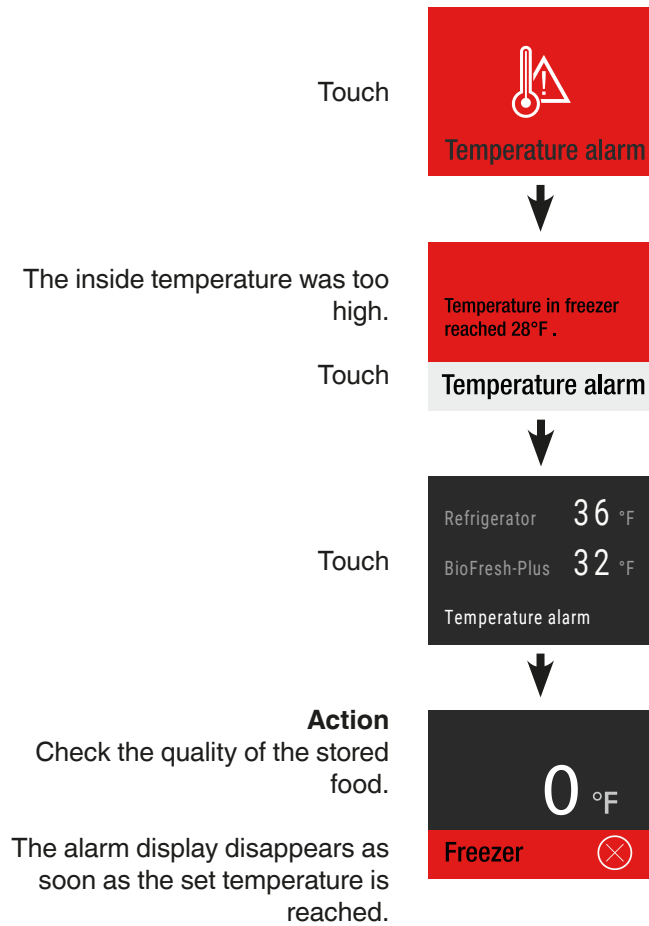 Touch
Temperature alarm
The inside temperature was too
high.
Temperature in freezer
reached 28°F .
Touch
Temperature alarm
Refrigerator 36 °F
Touch
BioFresh-Plus 32 °F
Temperature alarm
Action
Check the quality of the stored
food.
0 °F
The alarm display disappears as
soon as the set temperature is
reached.
Freezer